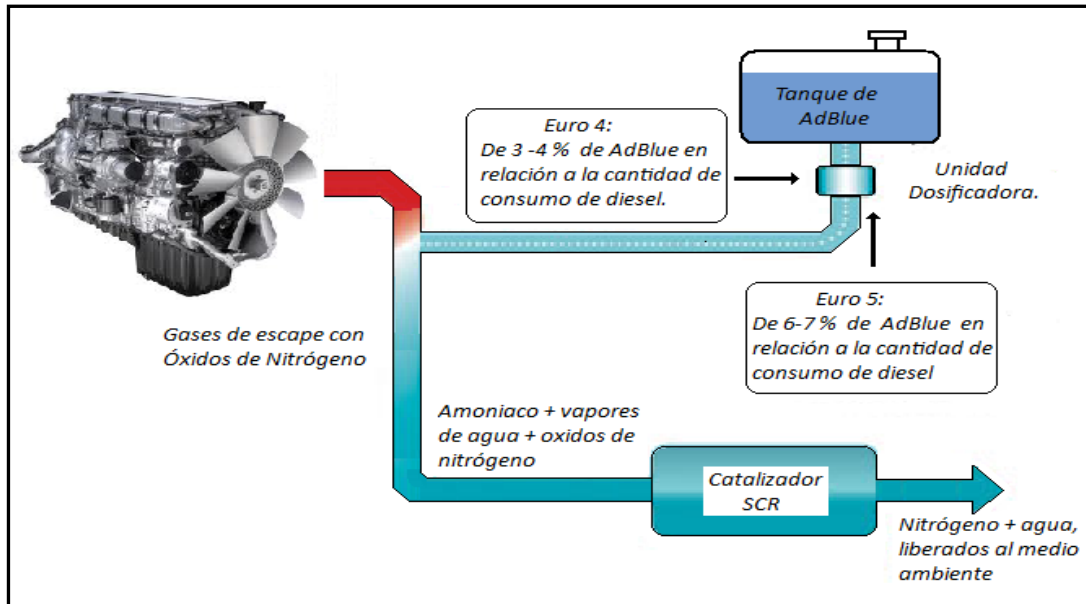 Tanque de
AdBlue
Euro 4:
De 3 -4 % de AdBlue en
relación a la cantidad de
consumo de diesel.
Unidad
Dosificadora.
Euro 5:
De 6-7 % de AdBlue en
relación a la cantidad de
consumo de diesel
Gases de escape con
Óxidos de Nitrógeno
Amoniaco + vapores
de agua + oxidos de
nitrógeno
Catalizador
SCR
Nitrógeno + agua,
liberados al medio
ambiente